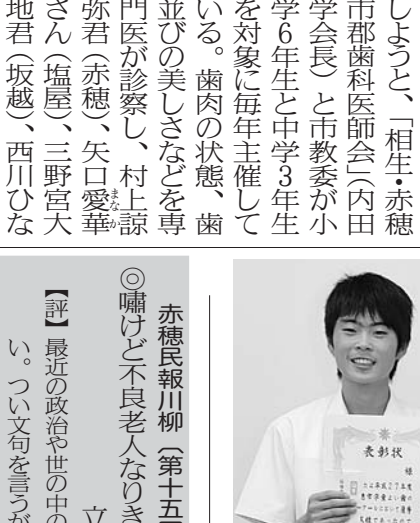 しようと、「相生・赤穂
市郡歯科医師会」(内田
学会長)と市教委が小
学6年生と中学3年生
を対象に毎年主催して
いる。歯肉の状態、歯
並びの美しさなどを専
門医が診察し、村上諒
弥君(赤穂)、矢口愛華
まなか
さん(塩屋)、三野宮大
地君(坂越)、西川ひな
表彰状
様
赤穂民報川柳〔第十五
◎嘯けど不良老人なりき
立
【評】最近の政治や世の中の
い。つい文句を言うが